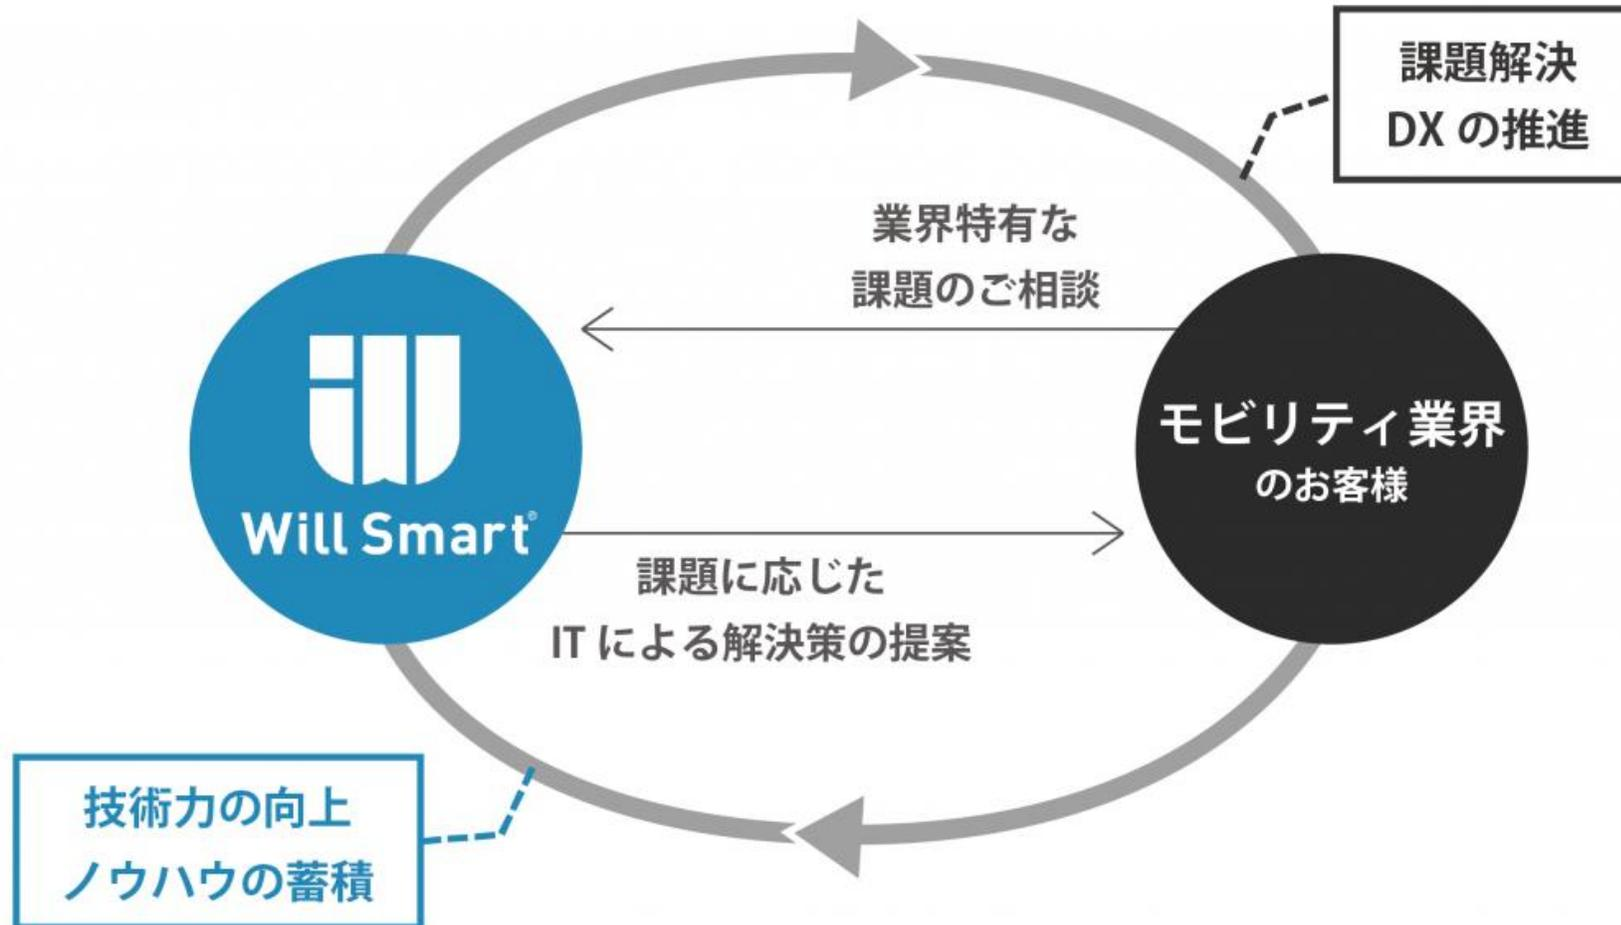 課題解決
DX の推進
業界特有な
課題のご相談
Will Smart
モビリティ業界
のお客様
課題に応じた
IT による解決策の提案
技術力の向上
ノウハウの蓄積